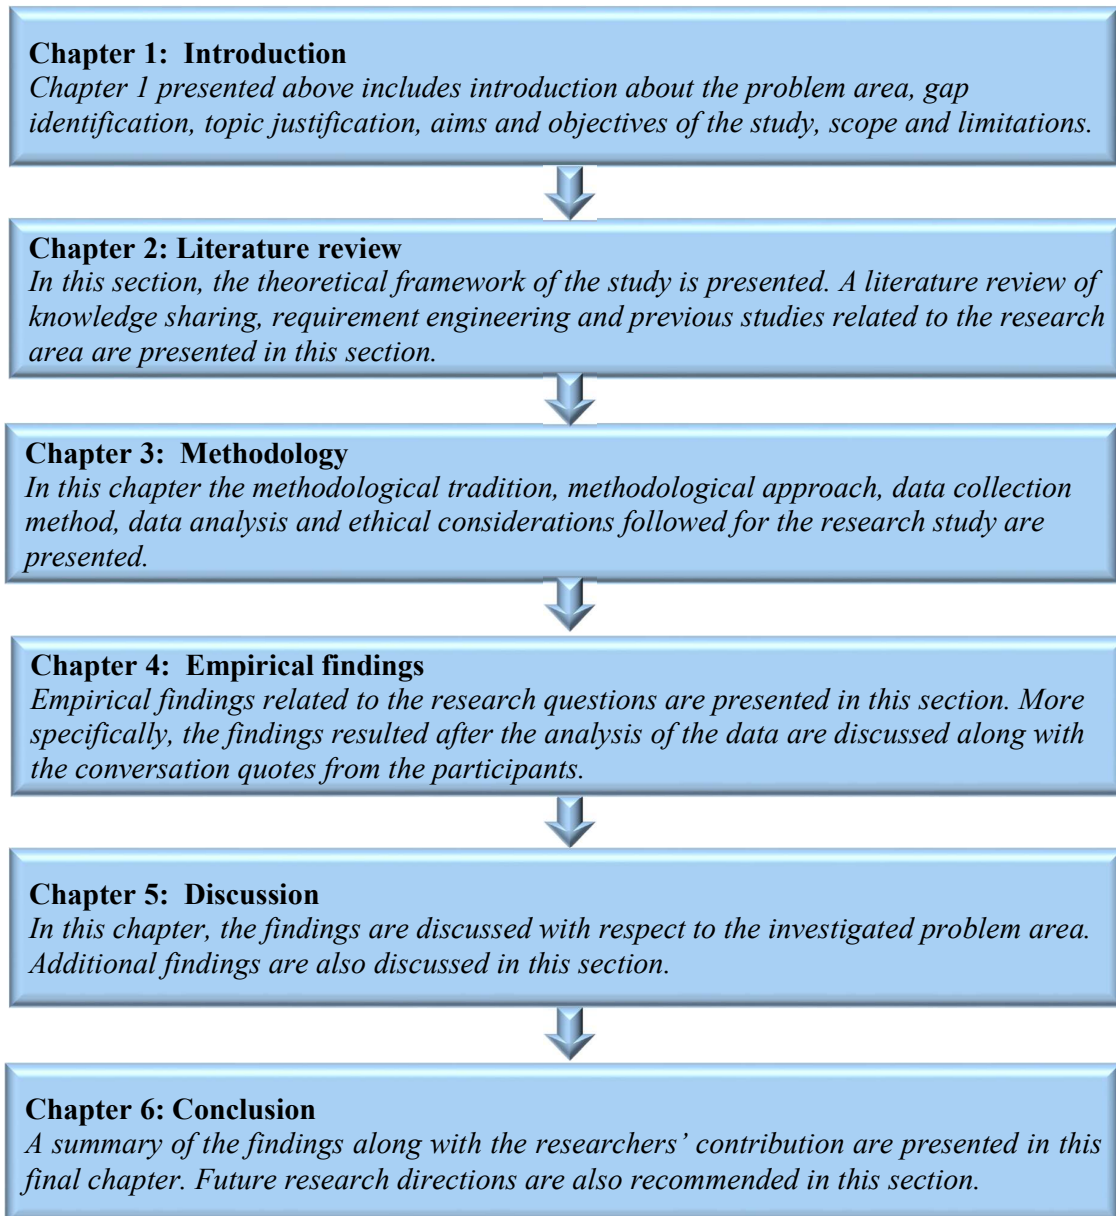 Chapter 1:  Introduction
Chapter 1 presented above includes introduction about the problem area, gap
identification, topic justification, aims and objectives of the study, scope and limitations.
Chapter 2: Literature review
In this section, the theoretical framework of the study is presented. A literature review of
knowledge sharing, requirement engineering and previous studies related to the research
area are presented in this section.
Chapter 3:  Methodology
In this chapter the methodological tradition, methodological approach, data collection
method, data analysis and ethical considerations followed for the research study are
presented.
Chapter 4:  Empirical findings
Empirical findings related to the research questions are presented in this section. More
specifically, the findings resulted after the analysis of the data are discussed along with
the conversation quotes from the participants.
Chapter 5:  Discussion
In this chapter, the findings are discussed with respect to the investigated problem area.
Additional findings are also discussed in this section.
Chapter 6: Conclusion
A summary of the findings along with the researchers’ contribution are presented in this
final chapter. Future research directions are also recommended in this section.